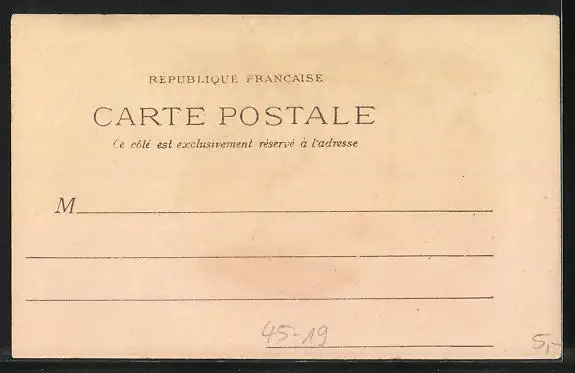 RÉPUBLIQUE FRANÇAISE
CARTE POSTALE
Ce côté est exclusivement réservé à l'adresse
M
45-19
5,-